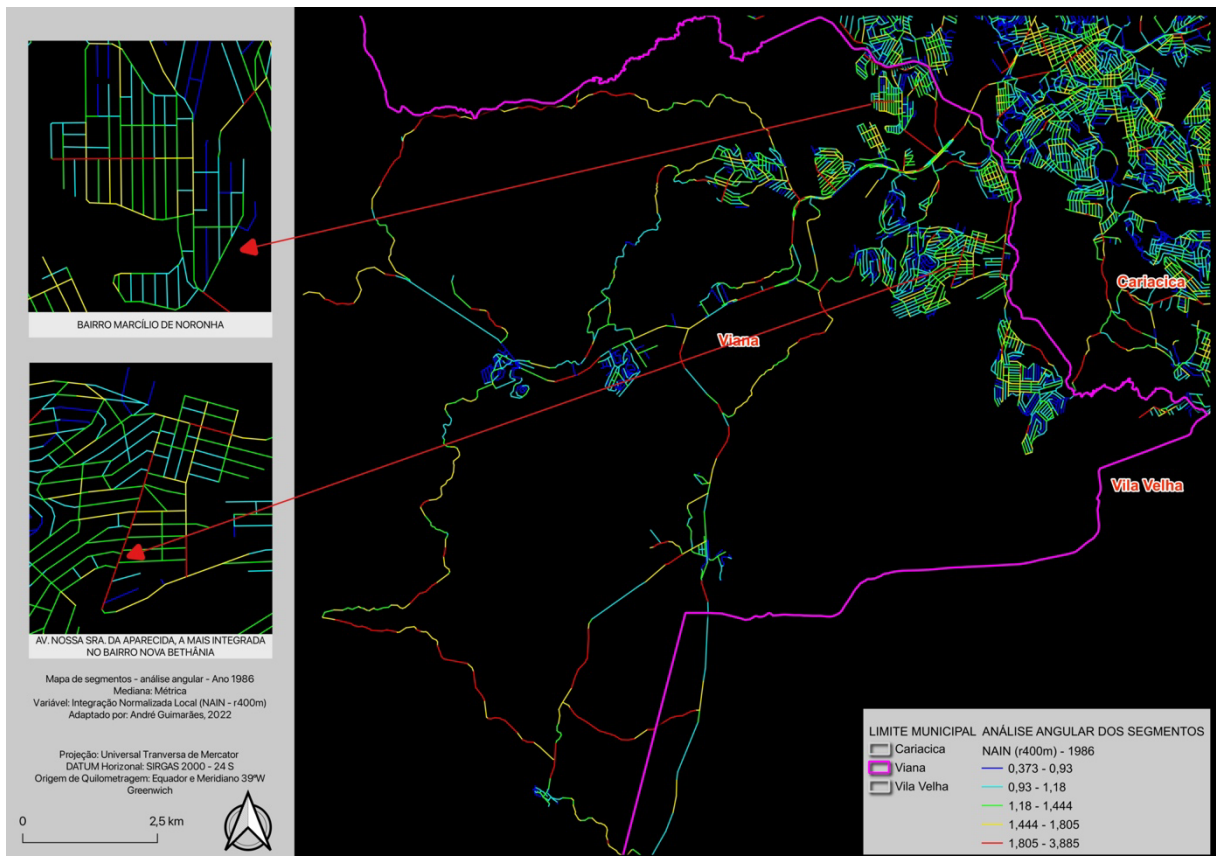 BAIRRO MARCÍLIO DE NORONHA
AV. NOSSA SRA. DA APARECIDA, A MAIS INTEGRADA
NO BAIRRO NOVA BETHÂNIA
Mapa de segmentos - análise angular - Ano 1986
Mediana: Métrica
Variável: Integração Normalizada Local (NAIN - r400m)
Adaptado por: André Guimarães, 2022
Projeção: Universal Tranversa de Mercator
DATUM Horizonal: SIRGAS 2000 - 24 S
Origem de Quilometragem: Equador e Meridiano 39ºW
Greenwich
0 2,5 km
Viana
Cariacica
Vila Velha
LIMITE MUNICIPAL
Cariacica
Viana
Vila Velha
ANÁLISE ANGULAR DOS SEGMENTOS
NAIN (r400m) - 1986
0,373 - 0,93
0,93 - 1,18
1,18 - 1,444
1,444 - 1,805
1,805 - 3,885